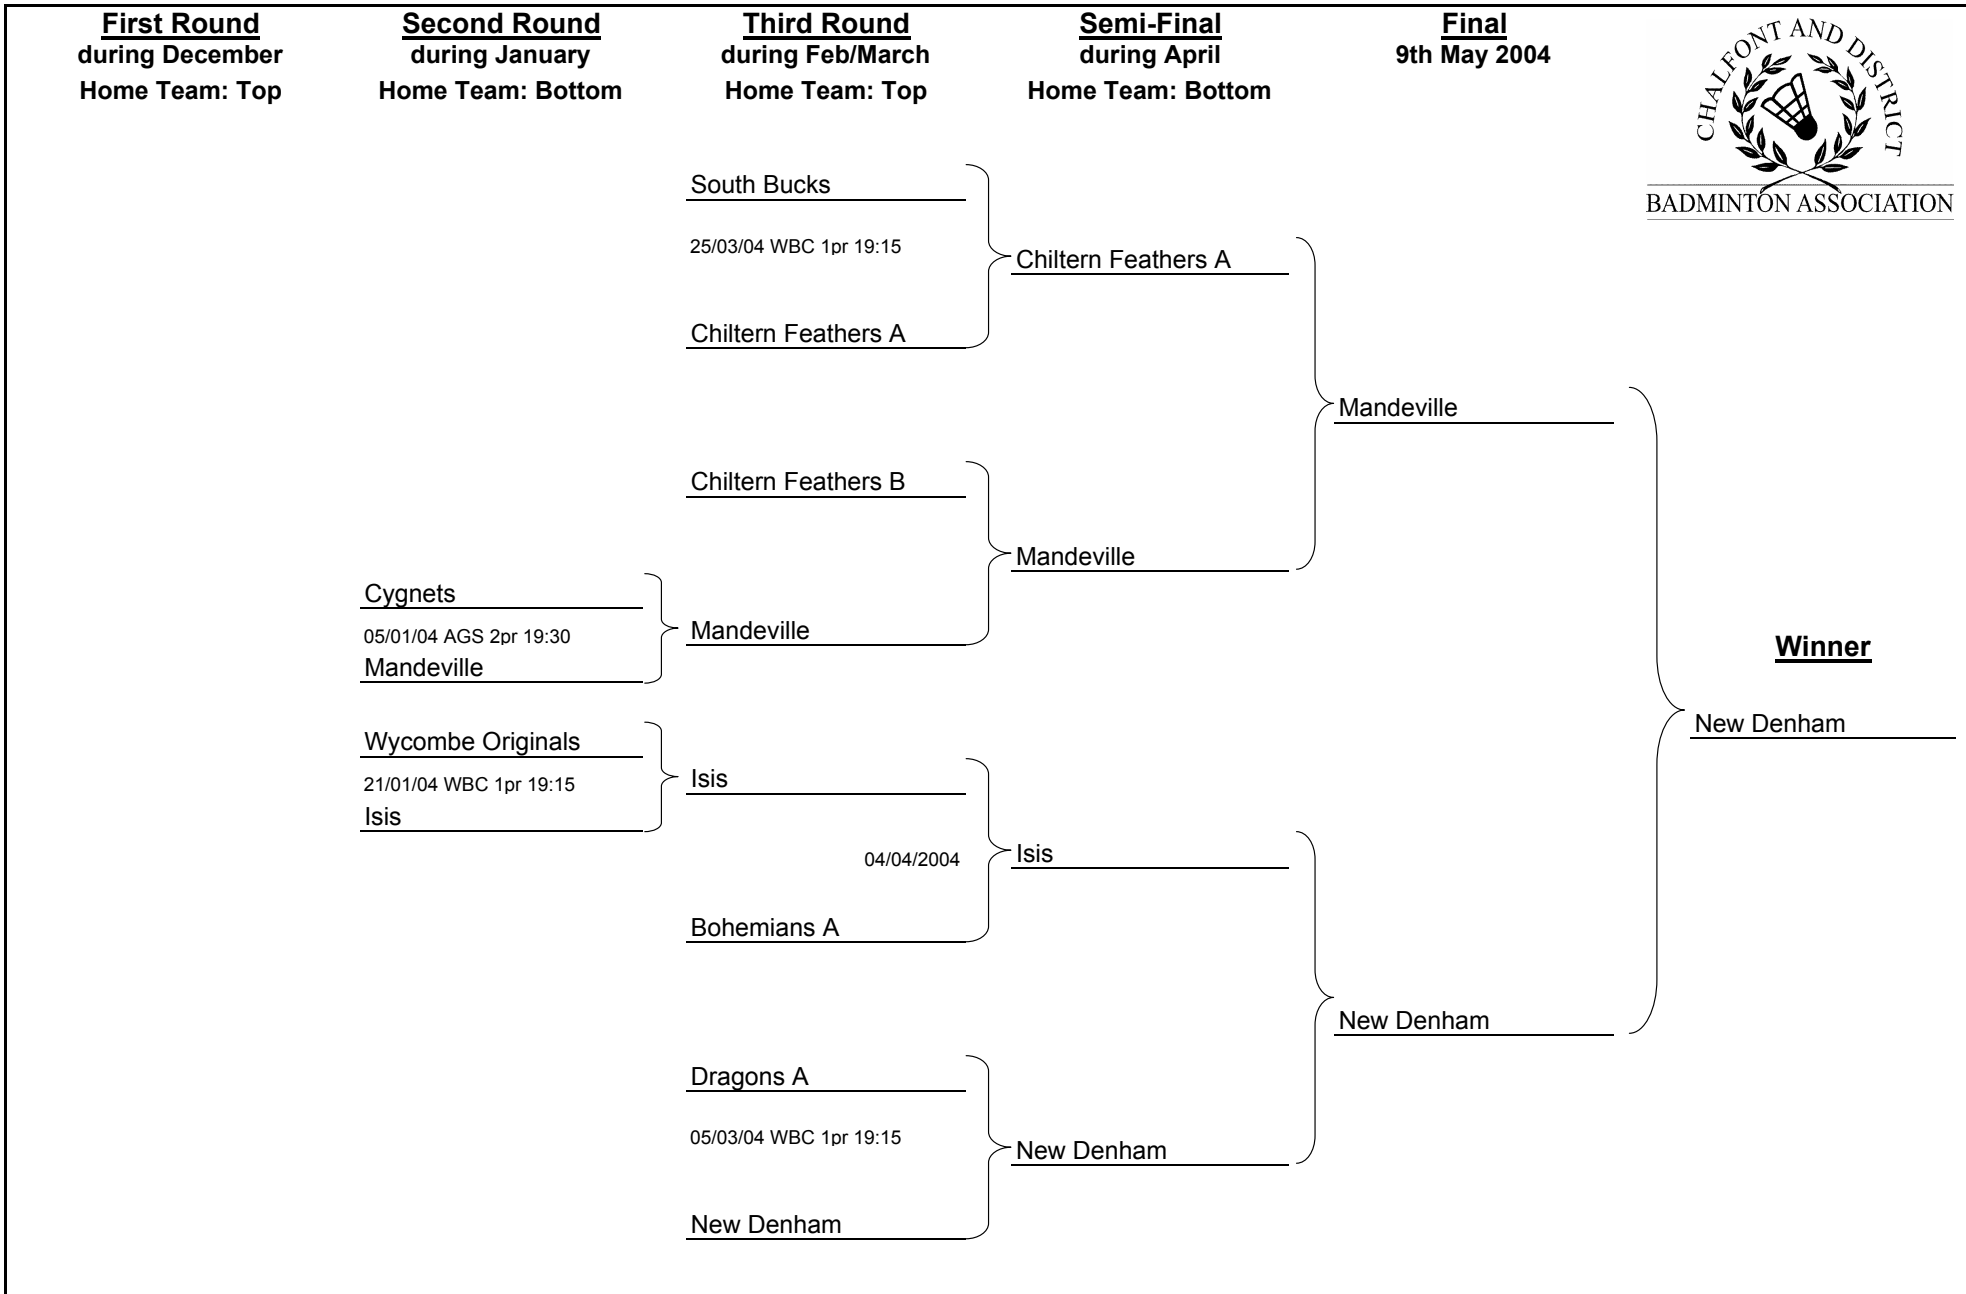 First Round
during December
Home Team: Top
Second Round
during January
Home Team: Bottom
Third Round
during Feb/March
Home Team: Top
Semi-Final
during April
Home Team: Bottom
Final
9th May 2004
CHALFONT AND DISTRICT
BADMINTON ASSOCIATION
South Bucks
25/03/04 WBC 1pr 19:15
Chiltern Feathers A
Chiltern Feathers A
Mandeville
Chiltern Feathers B
Mandeville
Cygnets
05/01/04 AGS 2pr 19:30
Mandeville
Mandeville
Winner
New Denham
Wycombe Originals
21/01/04 WBC 1pr 19:15
Isis
Isis
04/04/2004
Isis
Bohemians A
New Denham
Dragons A
05/03/04 WBC 1pr 19:15
New Denham
New Denham